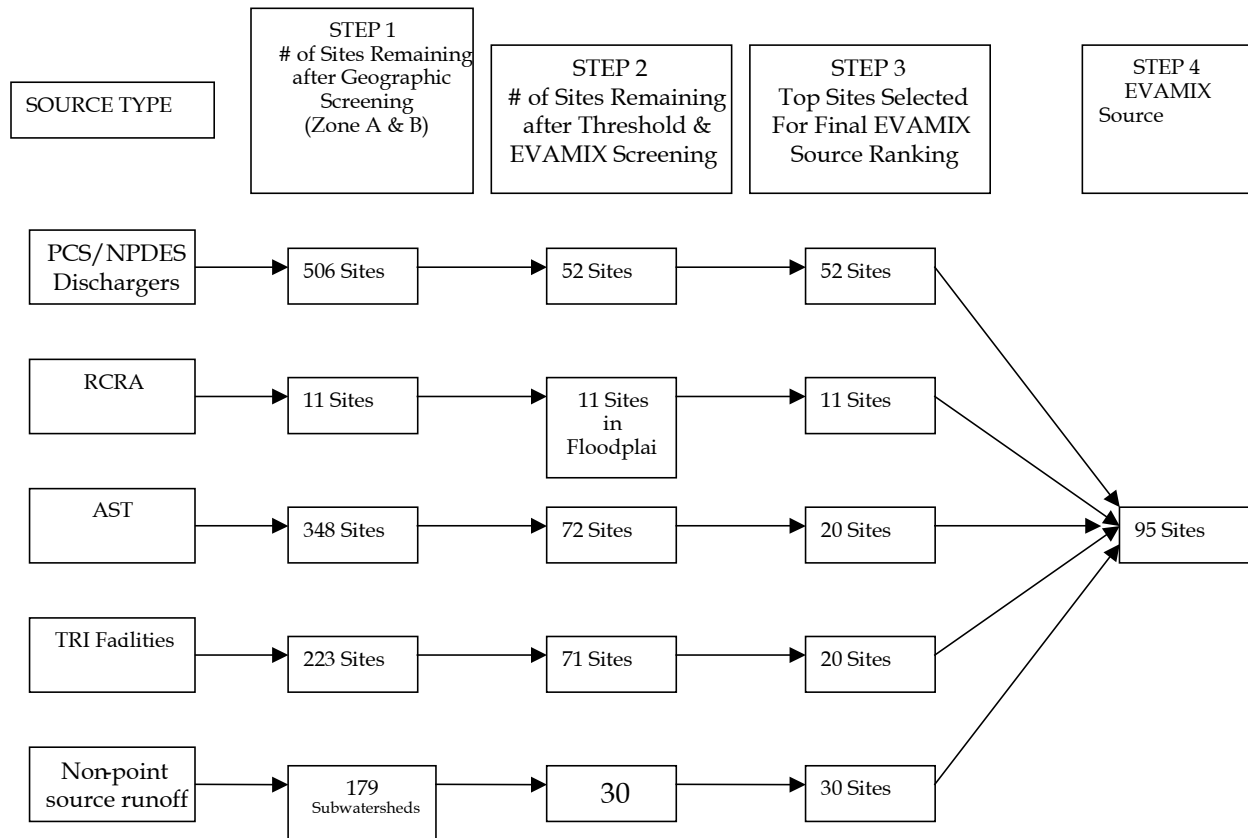 SOURCE TYPE
STEP 1
# of Sites Remaining
after Geographic
Screening
(Zone A & B)
STEP 2
# of Sites Remaining
after Threshold &
EVAMIX Screening
STEP 3
Top Sites Selected
For Final EVAMIX
Source Ranking
STEP 4
EVAMIX
Source
PCS/NPDES
Dischargers
506 Sites
52 Sites
52 Sites
RCRA
11 Sites
11 Sites
in
Floodplai
11 Sites
AST
348 Sites
72 Sites
20 Sites
95 Sites
TRI Facilities
223 Sites
71 Sites
20 Sites
Non-point
source runoff
179
Subwatersheds
30
30 Sites